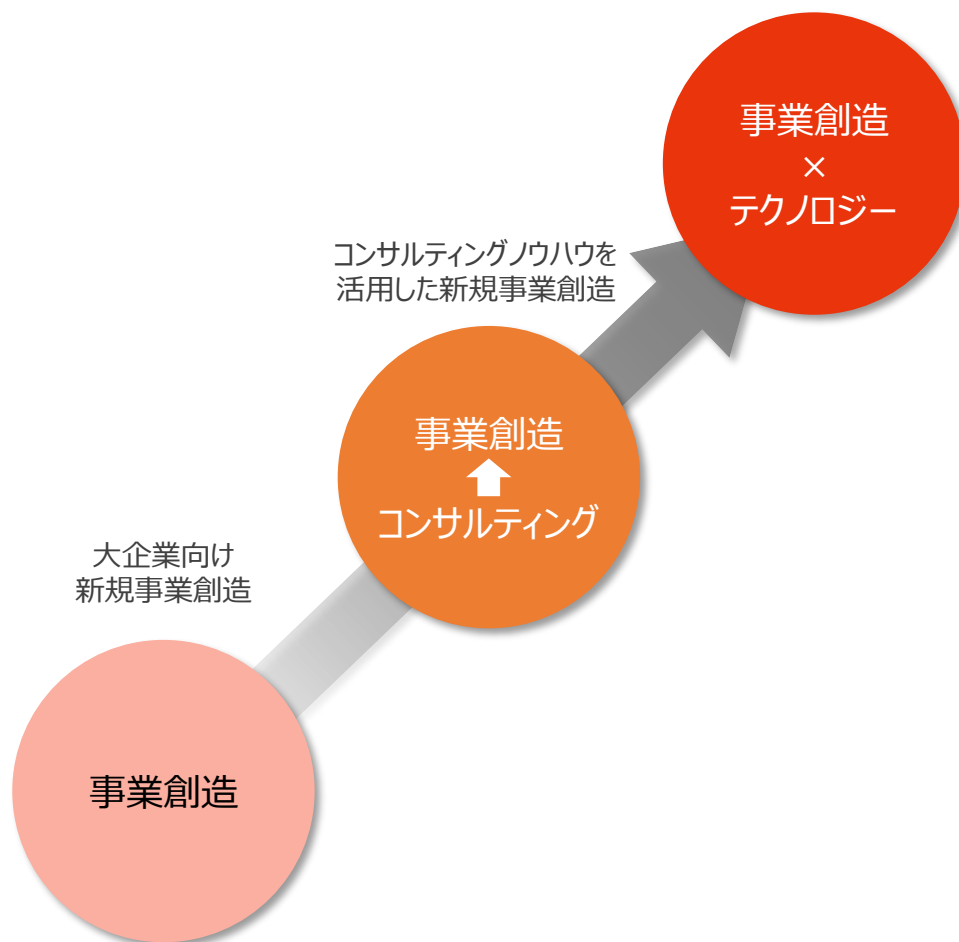 事業創造
×
テクノロジー
コンサルティングノウハウを
活用した新規事業創造
事業創造
コンサルティング
大企業向け
新規事業創造
事業創造